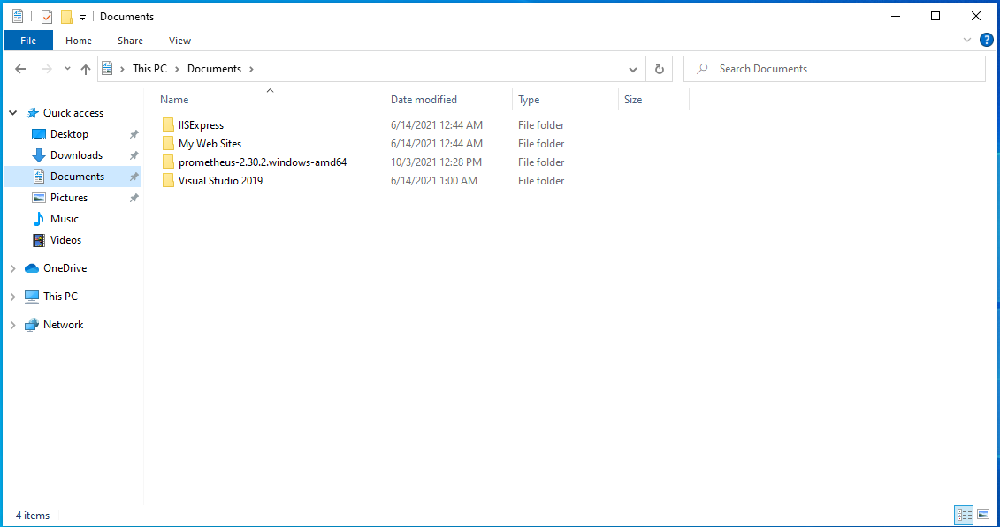 Documents
File Home Share View
This PC Documents
Search Documents
Name Date modified Type Size
Quick access
Desktop
Downloads
Documents
Pictures
Music
Videos
OneDrive
This PC
Network
IISExpress 6/14/2021 12:44 AM File folder
My Web Sites 6/14/2021 12:44 AM File folder
prometheus-2.30.2.windows-amd64 10/3/2021 12:28 PM File folder
Visual Studio 2019 6/14/2021 1:00 AM File folder
4 items